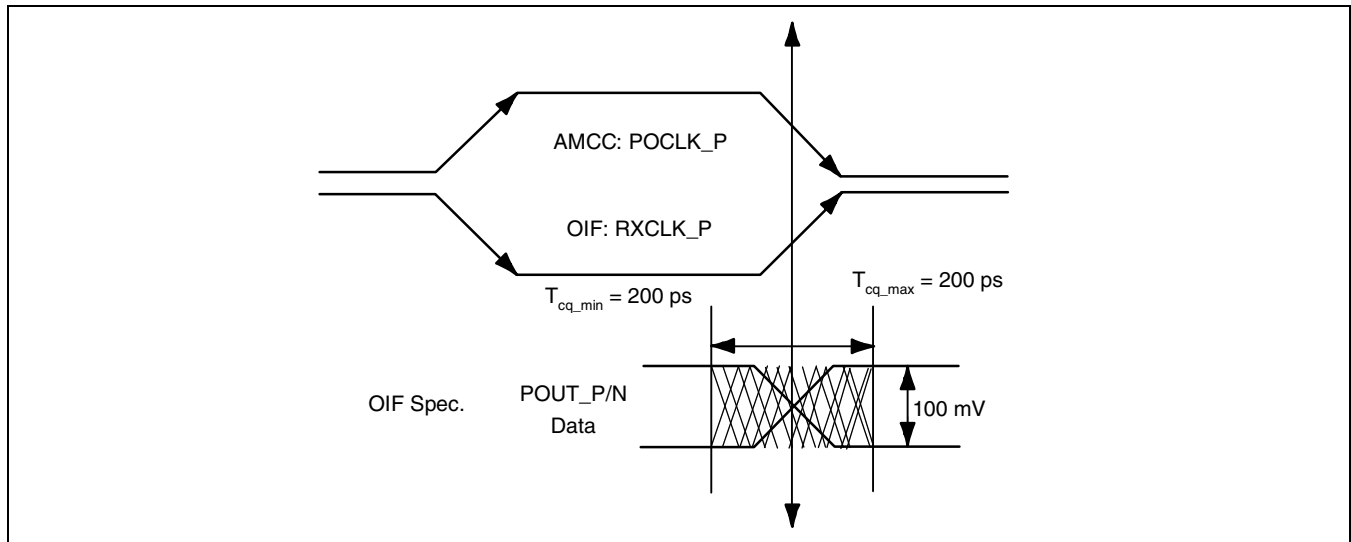 AMCC: POCLK_P
OIF: RXCLK_P
T_cq_min = 200 ps
T_cq_max = 200 ps
OIF Spec.
POUT_P/N
Data
100 mV